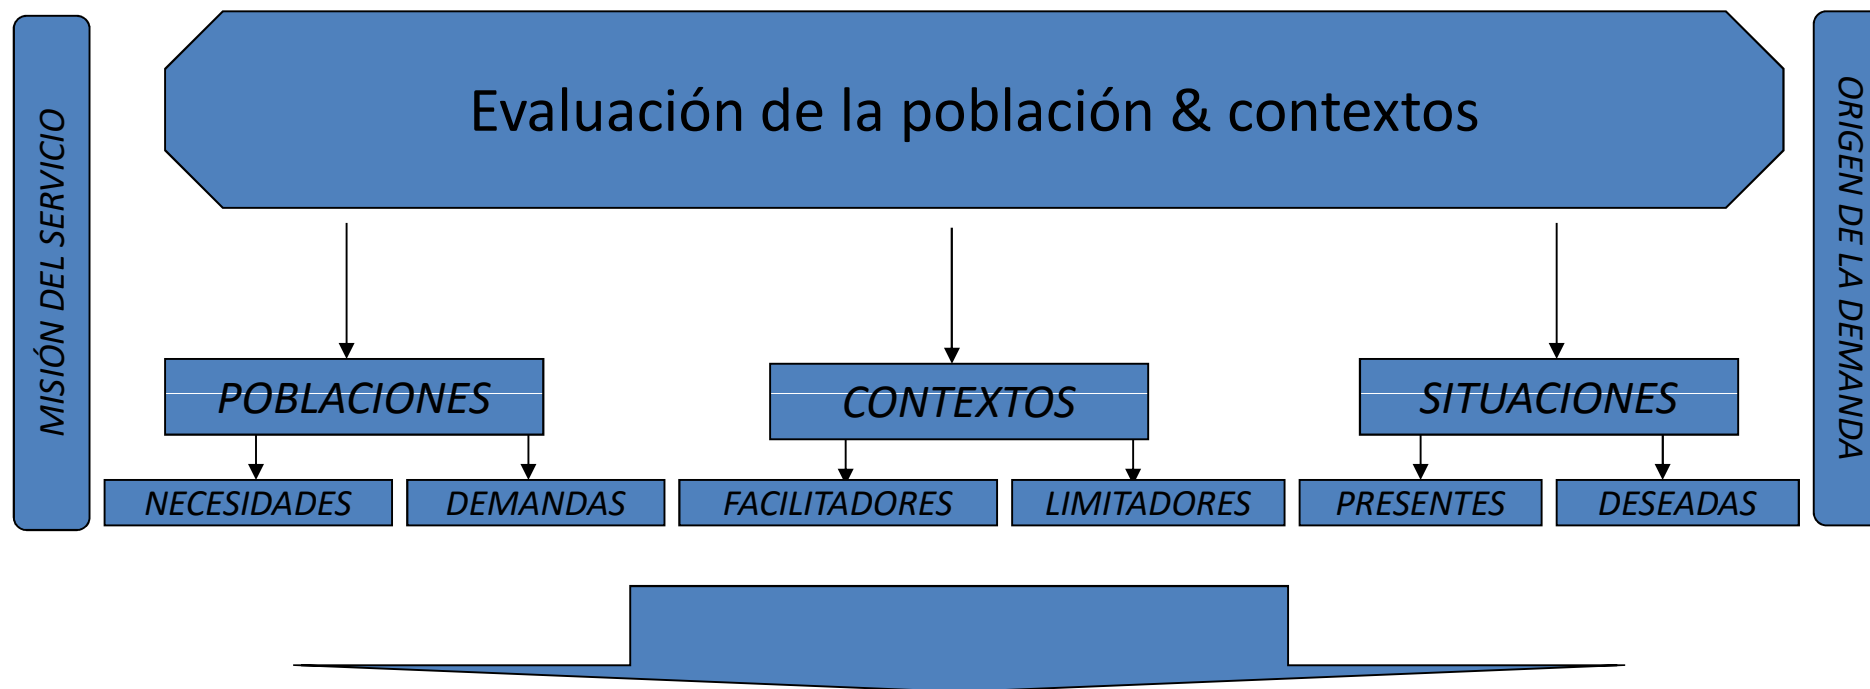 MISIÓN DEL SERVICIO
Evaluación de la población & contextos
ORIGEN DE LA DEMANDA
POBLACIONES
CONTEXTOS
SITUACIONES
NECESIDADES
DEMANDAS
FACILITADORES
LIMITADORES
PRESENTES
DESEADAS